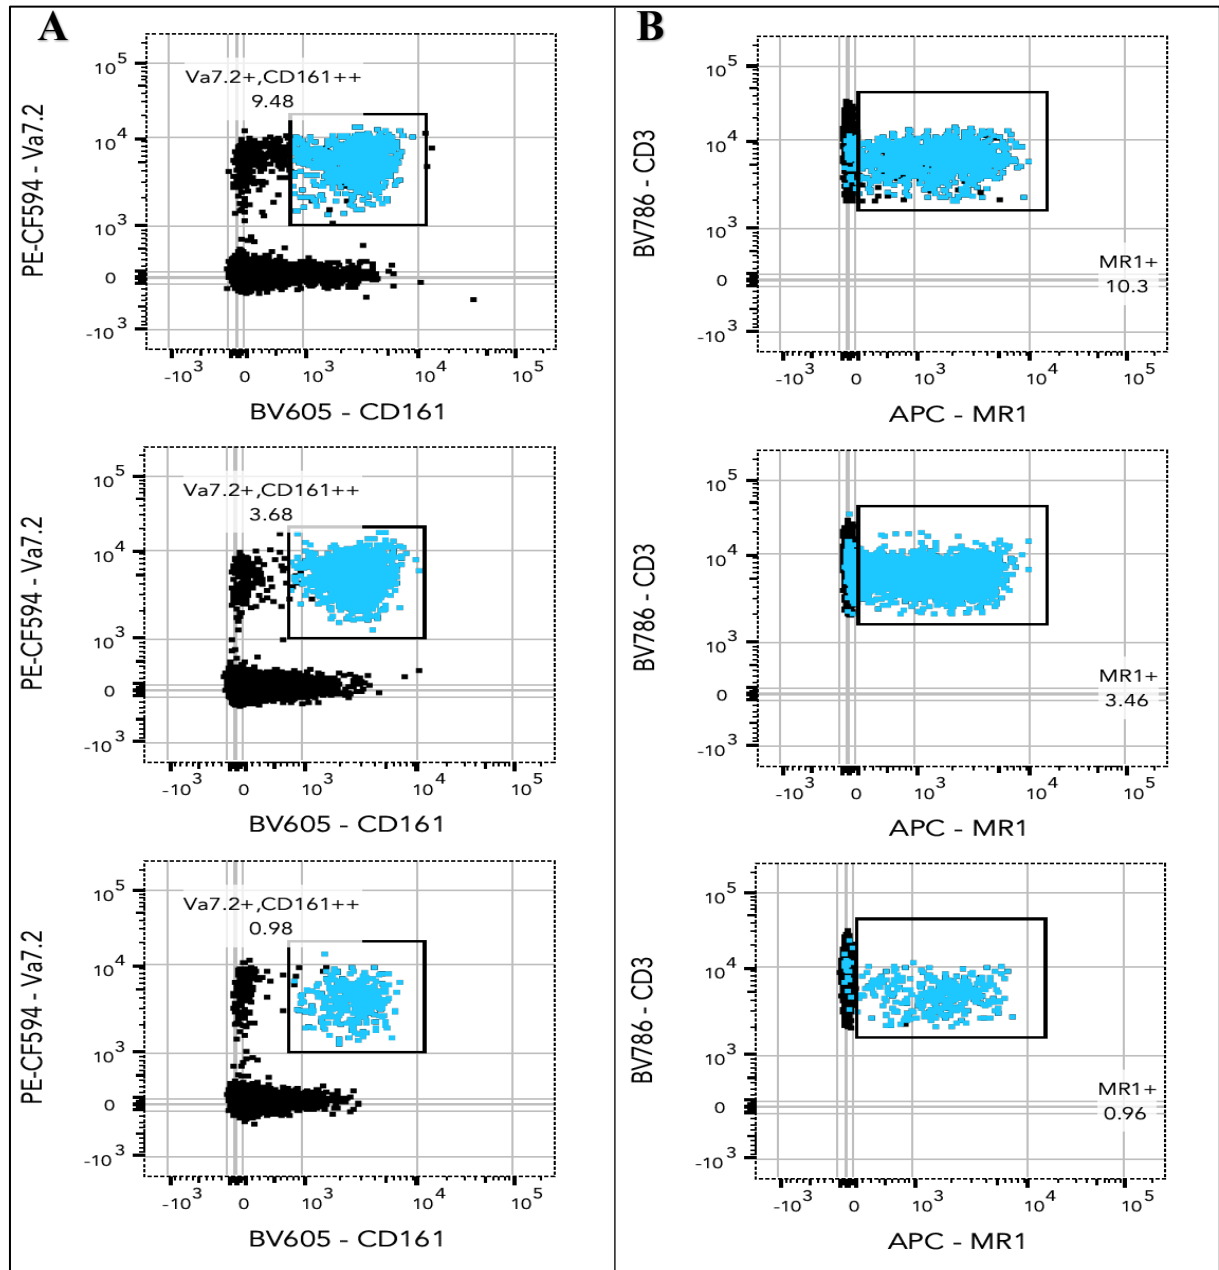 A
10^5
Va7.2+,CD161++
9.48
10^4
10^3
0
-10^3
PE-CF594 - Va7.2
-10^3 0 10^3 10^4 10^5
BV605 - CD161
10^5
Va7.2+,CD161++
3.68
10^4
10^3
0
-10^3
PE-CF594 - Va7.2
-10^3 0 10^3 10^4 10^5
BV605 - CD161
10^5
Va7.2+,CD161++
0.98
10^4
10^3
0
-10^3
PE-CF594 - Va7.2
-10^3 0 10^3 10^4 10^5
BV605 - CD161
B
10^5
10^4
10^3
MR1+
10.3
0
-10^3
BV786 - CD3
-10^3 0 10^3 10^4 10^5
APC - MR1
10^5
10^4
10^3
MR1+
3.46
0
-10^3
BV786 - CD3
-10^3 0 10^3 10^4 10^5
APC - MR1
10^5
10^4
10^3
MR1+
0.96
0
-10^3
BV786 - CD3
-10^3 0 10^3 10^4 10^5
APC - MR1